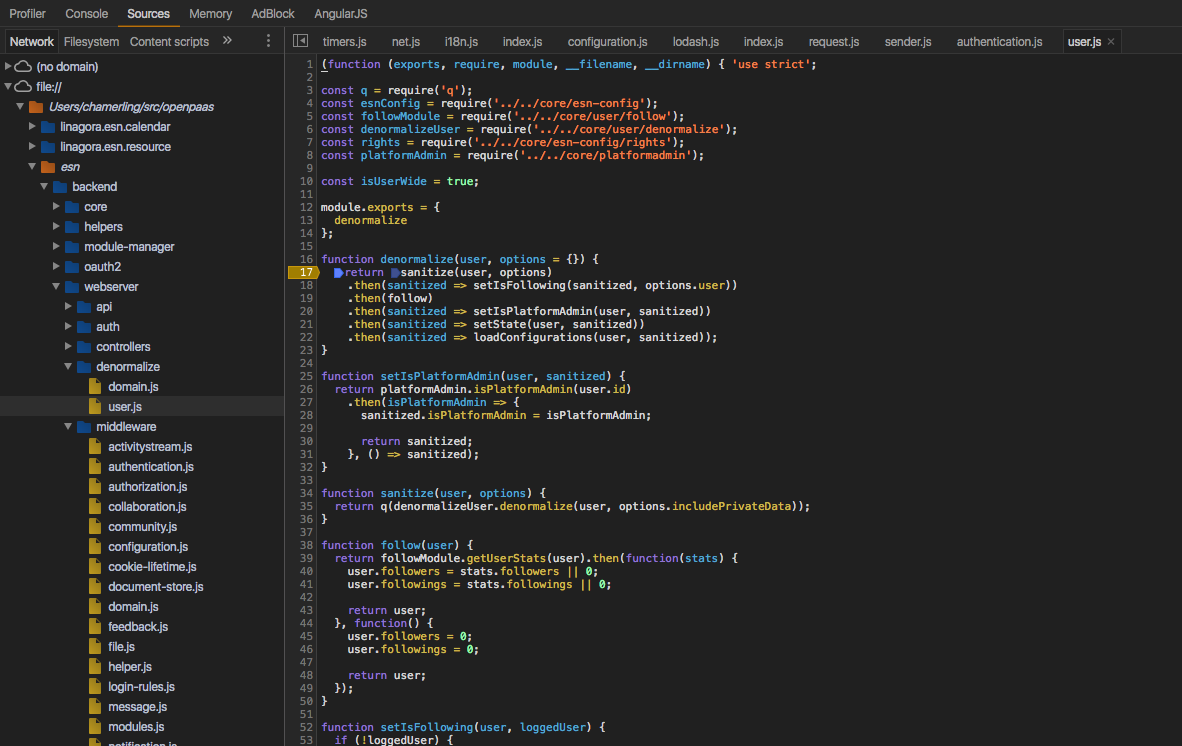 Profiler Console Sources Memory AdBlock AngularJS
Network Filesystem Content scripts »
timers.js net.js i18n.js index.js configuration.js lodash.js index.js request.js sender.js authentication.js user.js ×
(no domain)
file://
Users/chamerling/src/openpaas
linagora.esn.calendar
linagora.esn.resource
esn
backend
core
helpers
module-manager
oauth2
webserver
api
auth
controllers
denormalize
domain.js
user.js
middleware
activitystream.js
authentication.js
authorization.js
collaboration.js
community.js
configuration.js
cookie-lifetime.js
document-store.js
domain.js
feedback.js
file.js
helper.js
login-rules.js
message.js
modules.js
notification.js
1 (function (exports, require, module, __filename, __dirname) { 'use strict';
2
3 const q = require('q');
4 const esnConfig = require('../../core/esn-config');
5 const followModule = require('../../core/user/follow');
6 const denormalizeUser = require('../../core/user/denormalize');
7 const rights = require('../../core/esn-config/rights');
8 const platformAdmin = require('../../core/platformadmin');
9
10 const isUserWide = true;
11
12 module.exports = {
13   denormalize
14 };
15
16 function denormalize(user, options = {}) {
17   return sanitize(user, options)
18     .then(sanitized => setIsFollowing(sanitized, options.user))
19     .then(follow)
20     .then(sanitized => setIsPlatformAdmin(user, sanitized))
21     .then(sanitized => setState(user, sanitized))
22     .then(sanitized => loadConfigurations(user, sanitized));
23 }
24
25 function setIsPlatformAdmin(user, sanitized) {
26   return platformAdmin.isPlatformAdmin(user.id)
27     .then(isPlatformAdmin => {
28       sanitized.isPlatformAdmin = isPlatformAdmin;
29
30       return sanitized;
31     }, () => sanitized);
32 }
33
34 function sanitize(user, options) {
35   return q(denormalizeUser.denormalize(user, options.includePrivateData));
36 }
37
38 function follow(user) {
39   return followModule.getUserStats(user).then(function(stats) {
40     user.followers = stats.followers || 0;
41     user.followings = stats.followings || 0;
42
43     return user;
44   }, function() {
45     user.followers = 0;
46     user.followings = 0;
47
48     return user;
49   });
50 }
51
52 function setIsFollowing(user, loggedUser) {
53   if (!loggedUser) {